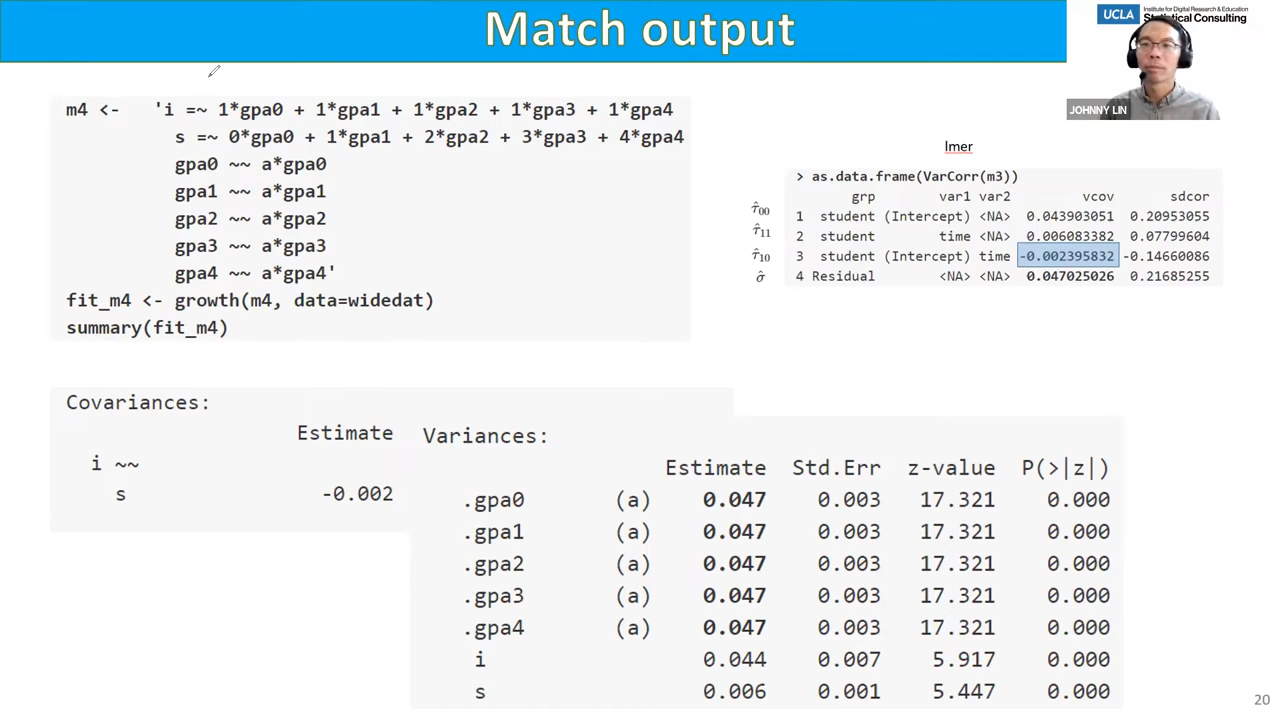 Match output
UCLA Institute for Digital Research & Education
Statistical Consulting
JOHNNY LIN
m4 <- 'i =~ 1*gpa0 + 1*gpa1 + 1*gpa2 + 1*gpa3 + 1*gpa4
s =~ 0*gpa0 + 1*gpa1 + 2*gpa2 + 3*gpa3 + 4*gpa4
gpa0 ~~ a*gpa0
gpa1 ~~ a*gpa1
gpa2 ~~ a*gpa2
gpa3 ~~ a*gpa3
gpa4 ~~ a*gpa4'
fit_m4 <- growth(m4, data=widedat)
summary(fit_m4)
lmer
> as.data.frame(VarCorr(m3))
grp var1 var2 vcov sdcor
τ̂00 1 student (Intercept) <NA> 0.043903051 0.20953055
τ̂11 2 student time <NA> 0.006083382 0.07799604
τ̂10 3 student (Intercept) time -0.002395832 -0.14660086
σ̂ 4 Residual <NA> <NA> 0.047025026 0.21685255
Covariances:
Estimate
i ~~
s -0.002
Variances:
Estimate Std.Err z-value P(>|z|)
.gpa0 (a) 0.047 0.003 17.321 0.000
.gpa1 (a) 0.047 0.003 17.321 0.000
.gpa2 (a) 0.047 0.003 17.321 0.000
.gpa3 (a) 0.047 0.003 17.321 0.000
.gpa4 (a) 0.047 0.003 17.321 0.000
i 0.044 0.007 5.917 0.000
s 0.006 0.001 5.447 0.000
20